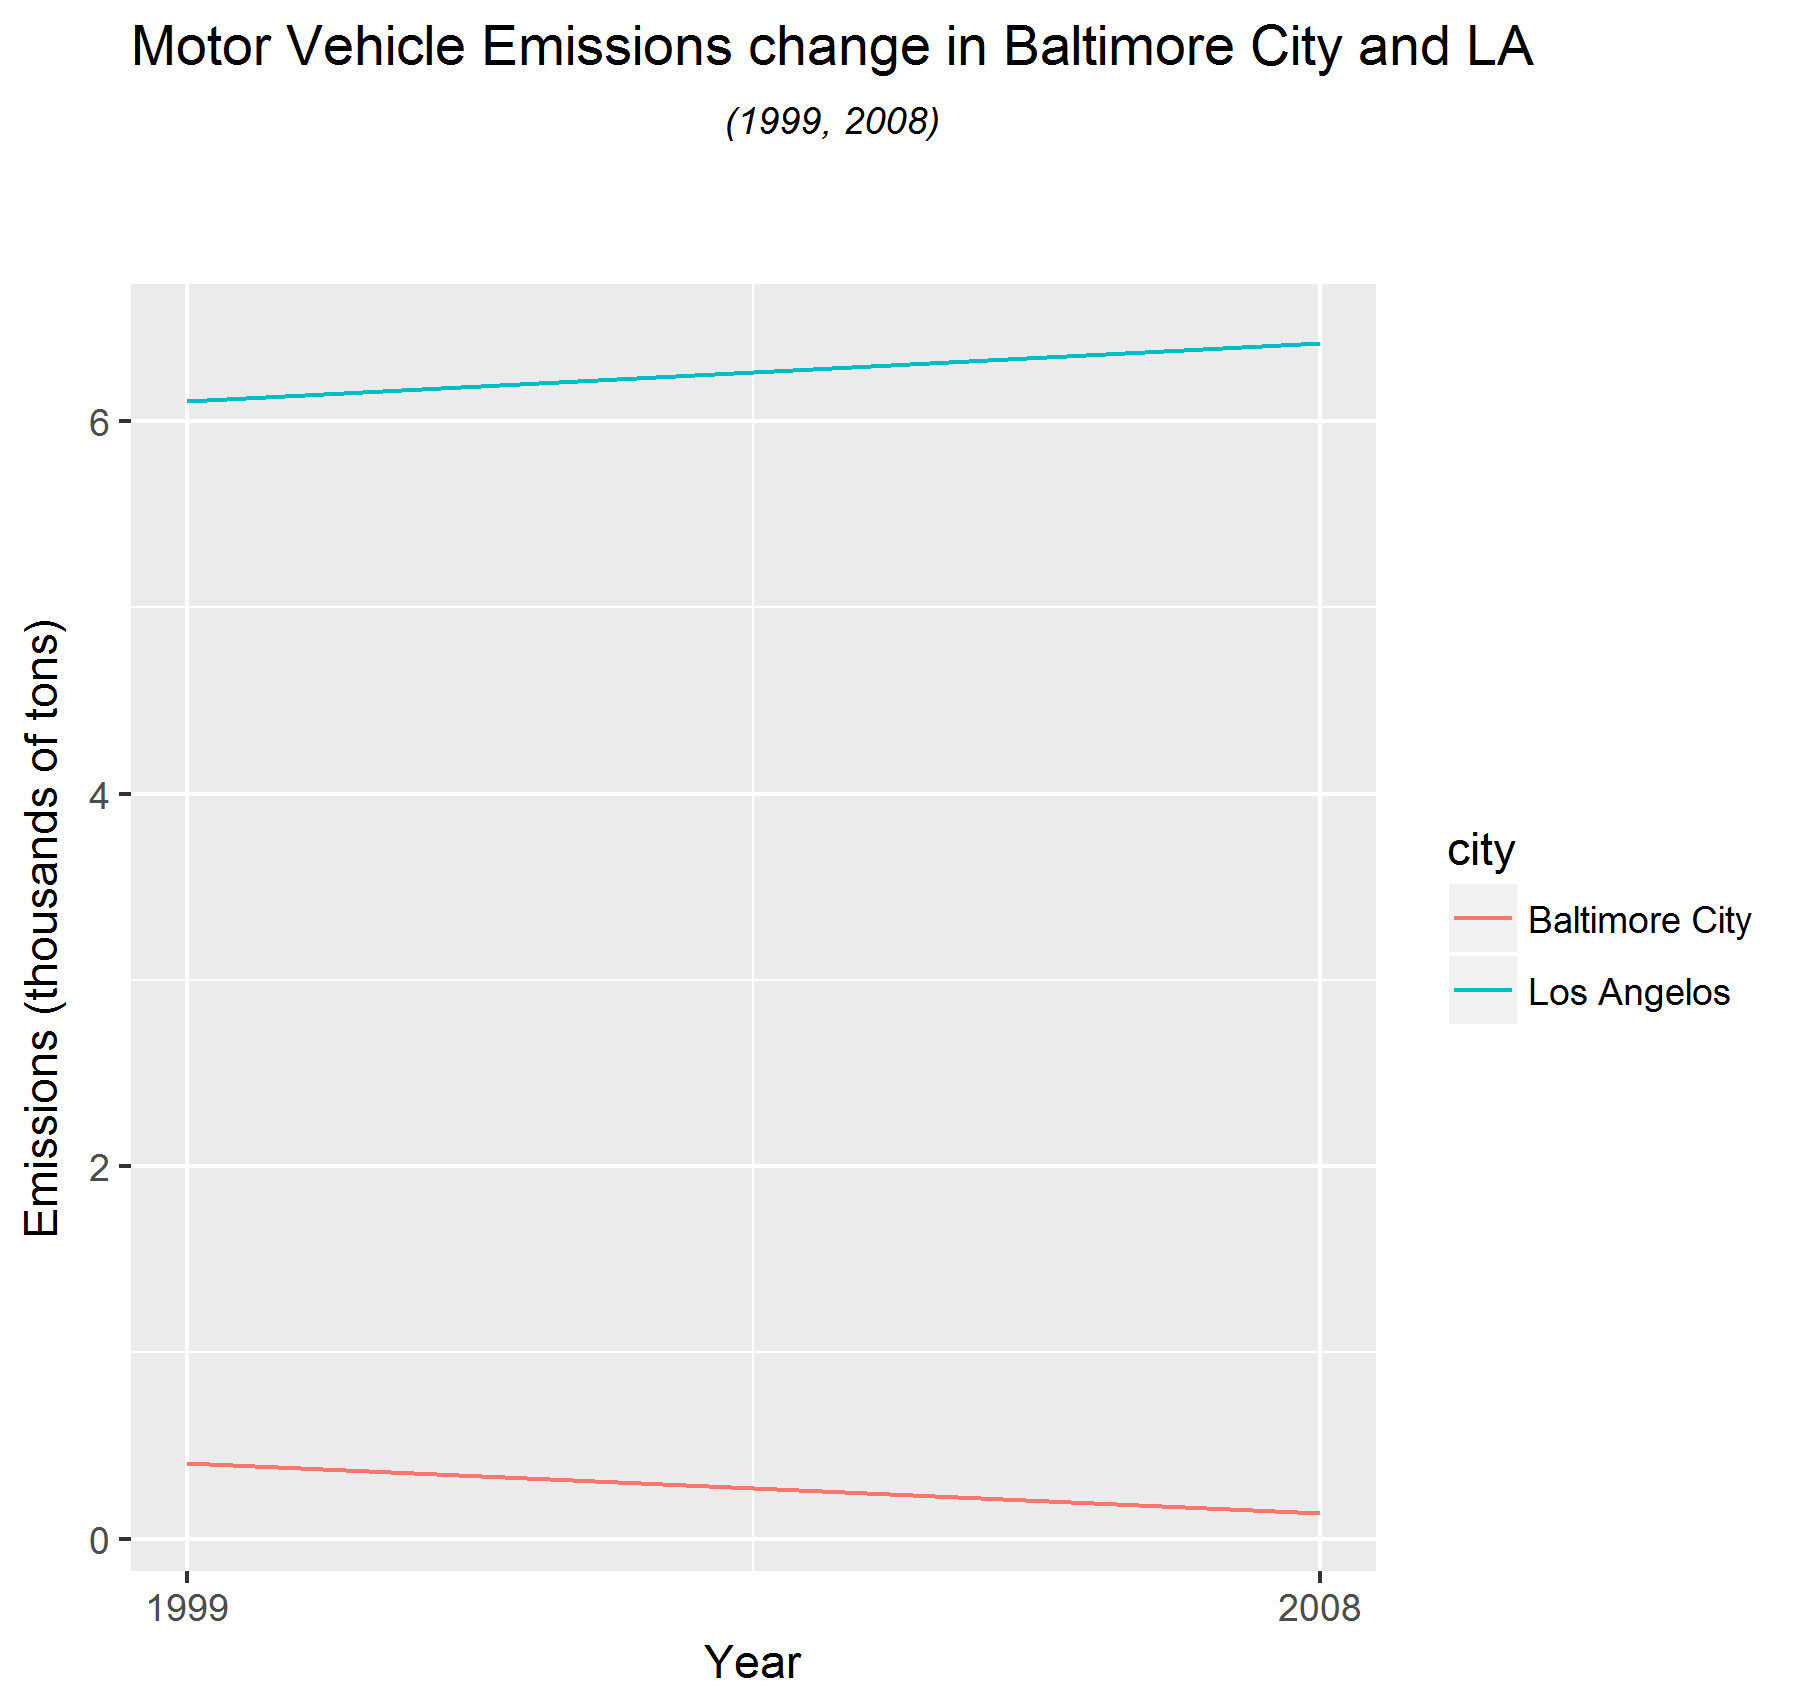 Motor Vehicle Emissions change in Baltimore City and LA
(1999, 2008)
Emissions (thousands of tons)
6
4
2
0
1999
2008
Year
city
Baltimore City
Los Angelos